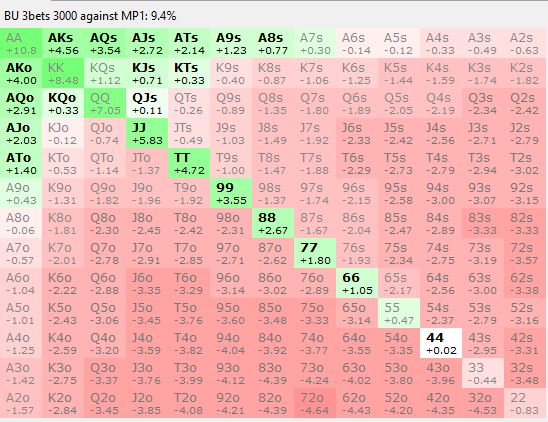 BU 3bets 3000 against MP1: 9.4%
AA AKs AQs AJs ATs A9s A8s A7s A6s A5s A4s A3s A2s
+10.8 +4.56 +3.54 +2.72 +2.14 +1.23 +0.77 +0.30 -0.14 -0.12 -0.33 -0.49 -0.63
AKo KK KQs KJs KTs K9s K8s K7s K6s K5s K4s K3s K2s
+4.00 +8.48 +1.12 +0.71 +0.33 -0.40 -0.87 -1.06 -1.25 -1.44 -1.59 -1.74 -1.82
AQo KQo QQ QJs QTs Q9s Q8s Q7s Q6s Q5s Q4s Q3s Q2s
+2.91 +0.33 +7.05 +0.11 -0.26 -0.89 -1.35 -1.80 -1.89 -2.05 -2.19 -2.34 -2.42
AJo KJo QJo JJ JTs J9s J8s J7s J6s J5s J4s J3s J2s
+2.03 -0.12 -0.74 +5.83 -0.49 -1.03 -1.49 -1.92 -2.33 -2.42 -2.56 -2.71 -2.79
ATo KTo QTo JTo TT T9s T8s T7s T6s T5s T4s T3s T2s
+1.40 -0.53 -1.14 -1.37 +4.72 -1.00 -1.47 -1.86 -2.29 -2.73 -2.79 -2.94 -3.02
A9o K9o Q9o J9o T9o 99 98s 97s 96s 95s 94s 93s 92s
+0.43 -1.31 -1.82 -1.96 -1.92 +3.55 -1.37 -1.74 -2.15 -2.58 -3.00 -3.07 -3.15
A8o K8o Q8o J8o T8o 98o 88 87s 86s 85s 84s 83s 82s
-0.06 -1.81 -2.30 -2.45 -2.42 -2.31 +2.67 -1.67 -2.04 -2.47 -2.89 -3.33 -3.33
A7o K7o Q7o J7o T7o 97o 87o 77 76s 75s 74s 73s 72s
-0.57 -2.01 -2.78 -2.91 -2.85 -2.71 -2.62 +1.80 -1.93 -2.34 -2.75 -3.19 -3.57
A6o K6o Q6o J6o T6o 96o 86o 76o 66 65s 64s 63s 62s
-1.04 -2.22 -2.88 -3.35 -3.29 -3.14 -3.02 -2.89 +1.05 -2.17 -2.56 -3.00 -3.38
A5o K5o Q5o J5o T5o 95o 85o 75o 65o 55 54s 53s 52s
-1.01 -2.43 -3.06 -3.45 -3.76 -3.60 -3.48 -3.33 -3.14 +0.47 -2.37 -2.79 -3.16
A4o K4o Q4o J4o T4o 94o 84o 74o 64o 54o 44 43s 42s
-1.25 -2.59 -3.20 -3.59 -3.82 -4.04 -3.92 -3.77 -3.55 -3.35 +0.02 -2.95 -3.31
A3o K3o Q3o J3o T3o 93o 83o 73o 63o 53o 43o 33 32s
-1.42 -2.75 -3.37 -3.75 -3.99 -4.12 -4.39 -4.24 -4.02 -3.80 -3.96 -0.44 -3.48
A2o K2o Q2o J2o T2o 92o 82o 72o 62o 52o 42o 32o 22
-1.57 -2.84 -3.45 -3.85 -4.08 -4.21 -4.39 -4.64 -4.43 -4.20 -4.35 -4.53 -0.83